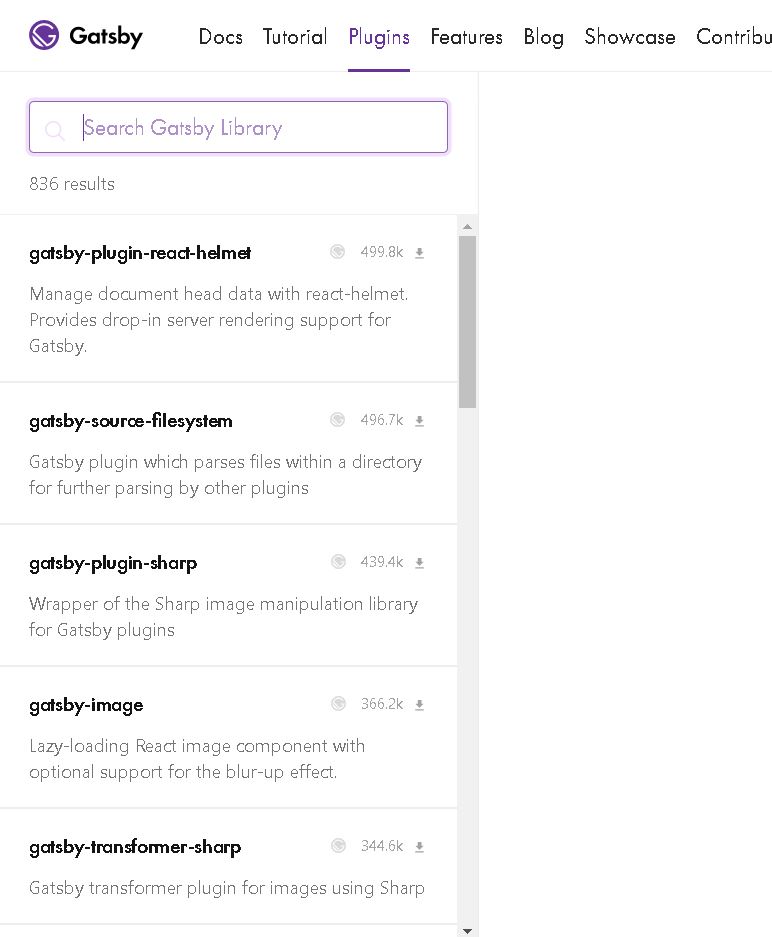 Gatsby Docs Tutorial Plugins Features Blog Showcase Contribu
Search Gatsby Library
836 results
gatsby-plugin-react-helmet 499.8k
Manage document head data with react-helmet.
Provides drop-in server rendering support for
Gatsby.
gatsby-source-filesystem 496.7k
Gatsby plugin which parses files within a directory
for further parsing by other plugins
gatsby-plugin-sharp 439.4k
Wrapper of the Sharp image manipulation library
for Gatsby plugins
gatsby-image 366.2k
Lazy-loading React image component with
optional support for the blur-up effect.
gatsby-transformer-sharp 344.6k
Gatsby transformer plugin for images using Sharp